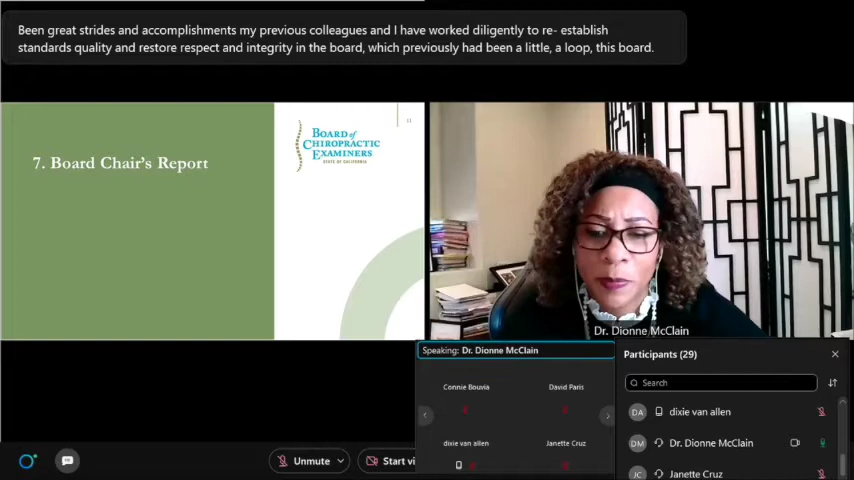 Been great strides and accomplishments my previous colleagues and I have worked diligently to re- establish
standards quality and restore respect and integrity in the board, which previously had been a little, a loop, this board.
11
7. Board Chair's Report
BOARD of
CHIROPRACTIC
EXAMINERS
STATE OF CALIFORNIA
Dr. Dionne McClain
Speaking: Dr. Dionne McClain
Connie Bouvia
David Paris
dixie van allen
Janette Cruz
Participants (29)
Search
DA dixie van allen
DM Dr. Dionne McClain
JC Janette Cruz
Unmute
Start vi